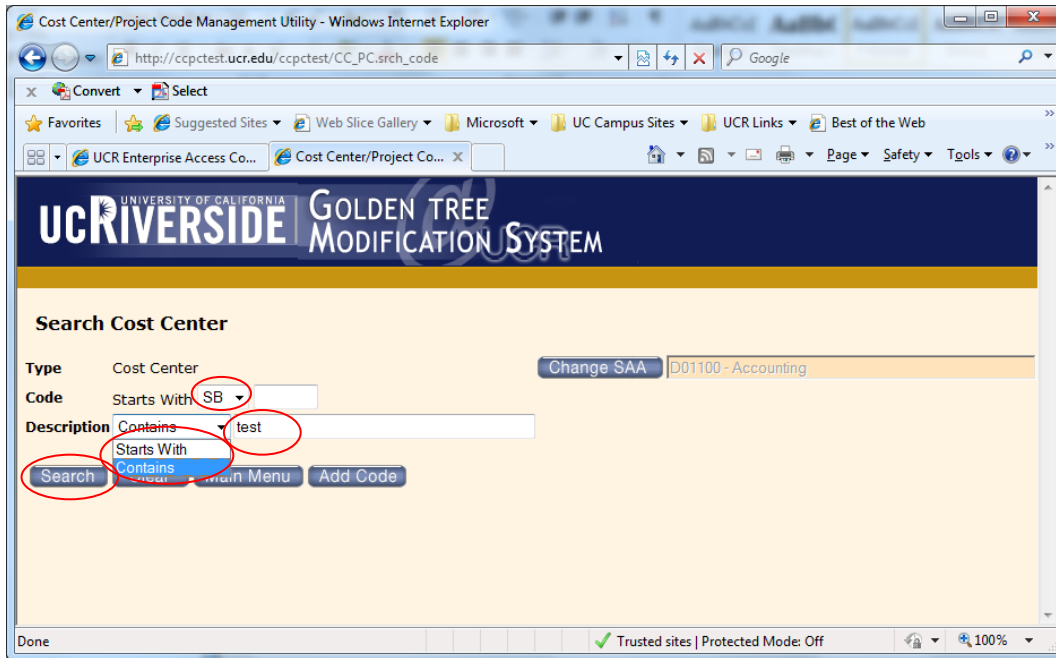 Cost Center/Project Code Management Utility - Windows Internet Explorer
http://ccpctest.ucr.edu/ccpctest/CC_PC.srch_code
Google
x Convert Select
Favorites Suggested Sites Web Slice Gallery Microsoft UC Campus Sites UCR Links Best of the Web
UCR Enterprise Access Co... Cost Center/Project Co... Page Safety Tools
UNIVERSITY OF CALIFORNIA
UCRIVERSIDE
GOLDEN TREE
MODIFICATION SYSTEM
@UCR
Search Cost Center
Type Cost Center Change SAA D01100 - Accounting
Code Starts With SB
Description Contains test
Starts With
Contains
Search Clear Main Menu Add Code
Done Trusted sites | Protected Mode: Off 100%